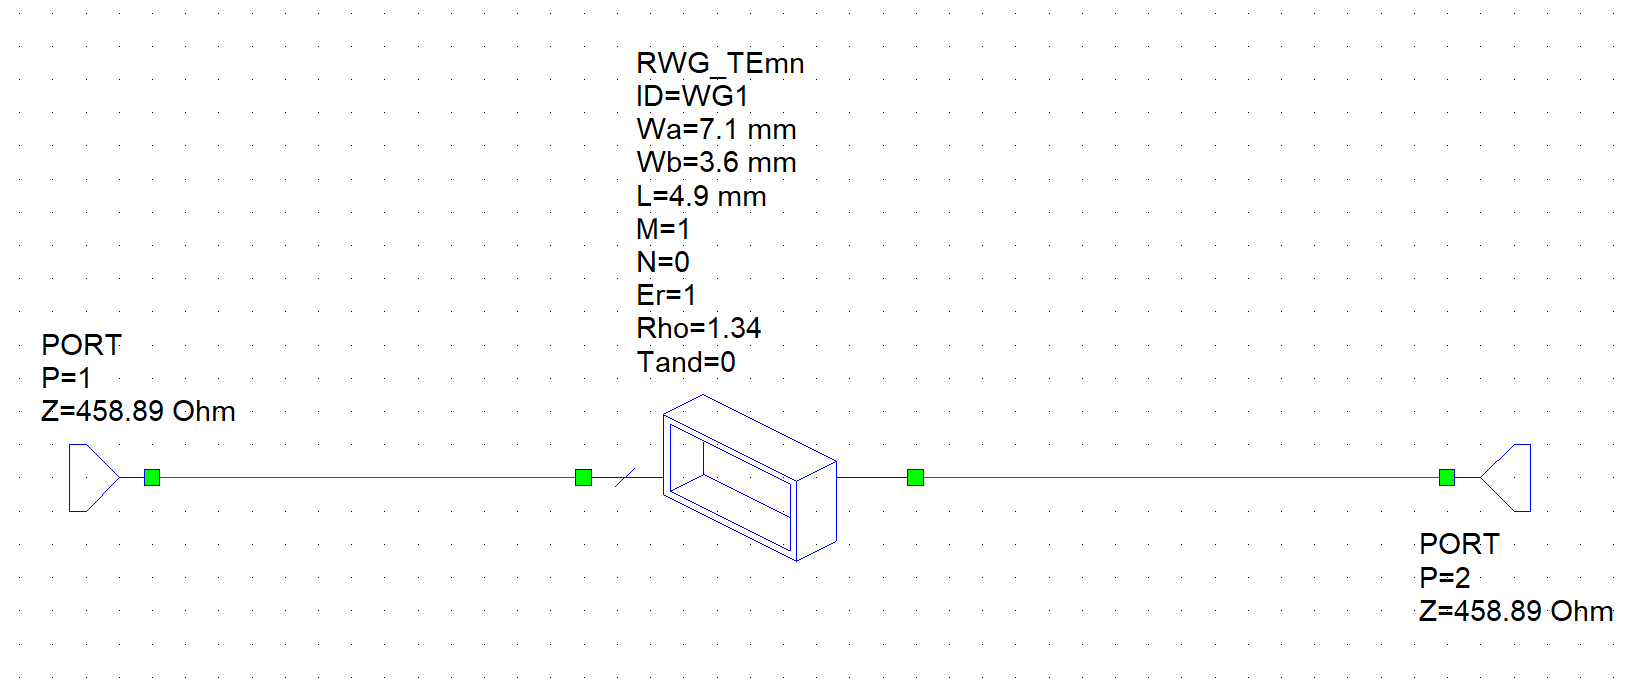 RWG_TEmn
ID=WG1
Wa=7.1 mm
Wb=3.6 mm
L=4.9 mm
M=1
N=0
Er=1
Rho=1.34
Tand=0
PORT
P=1
Z=458.89 Ohm
PORT
P=2
Z=458.89 Ohm